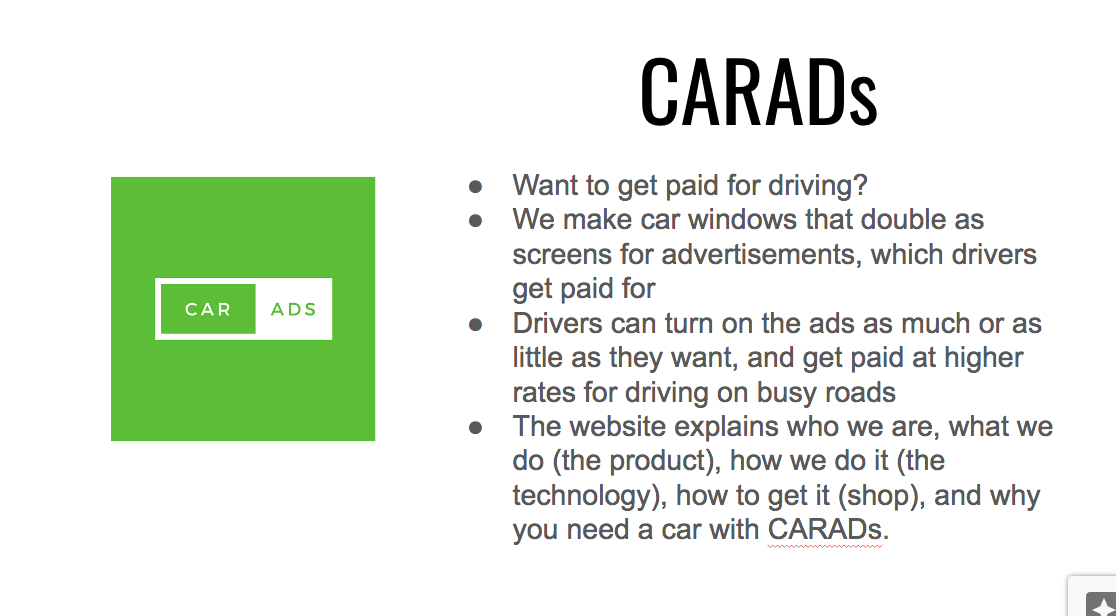 CARADs
CAR ADS
● Want to get paid for driving?
● We make car windows that double as
screens for advertisements, which drivers
get paid for
● Drivers can turn on the ads as much or as
little as they want, and get paid at higher
rates for driving on busy roads
● The website explains who we are, what we
do (the product), how we do it (the
technology), how to get it (shop), and why
you need a car with CARADs.